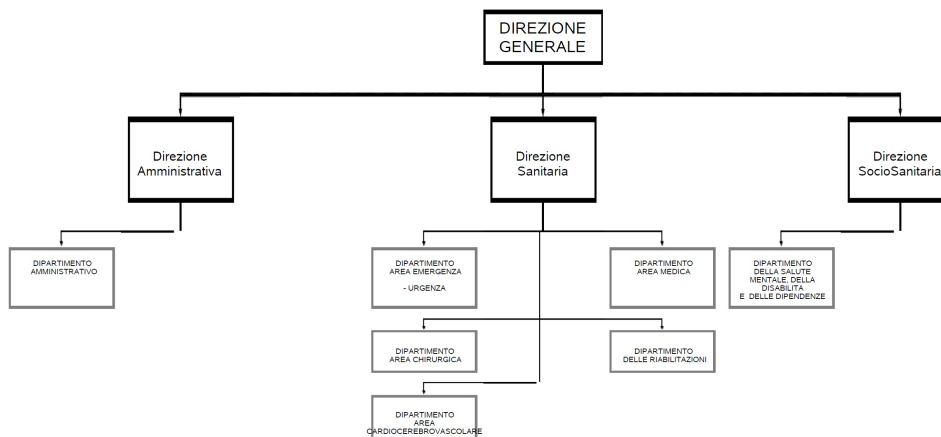 DIREZIONE
GENERALE
Direzione
Amministrativa
Direzione
Sanitaria
Direzione
SocioSanitaria
DIPARTIMENTO
AMMINISTRATIVO
DIPARTIMENTO
AREA EMERGENZA
- URGENZA
DIPARTIMENTO
AREA MEDICA
DIPARTIMENTO
DELLA SALUTE
MENTALE, DELLA
DISABILITÀ
E DELLE DIPENDENZE
DIPARTIMENTO
AREA CHIRURGICA
DIPARTIMENTO
DELLE RIABILITAZIONI
DIPARTIMENTO
AREA
CARDIOCEREBROVASCOLARE